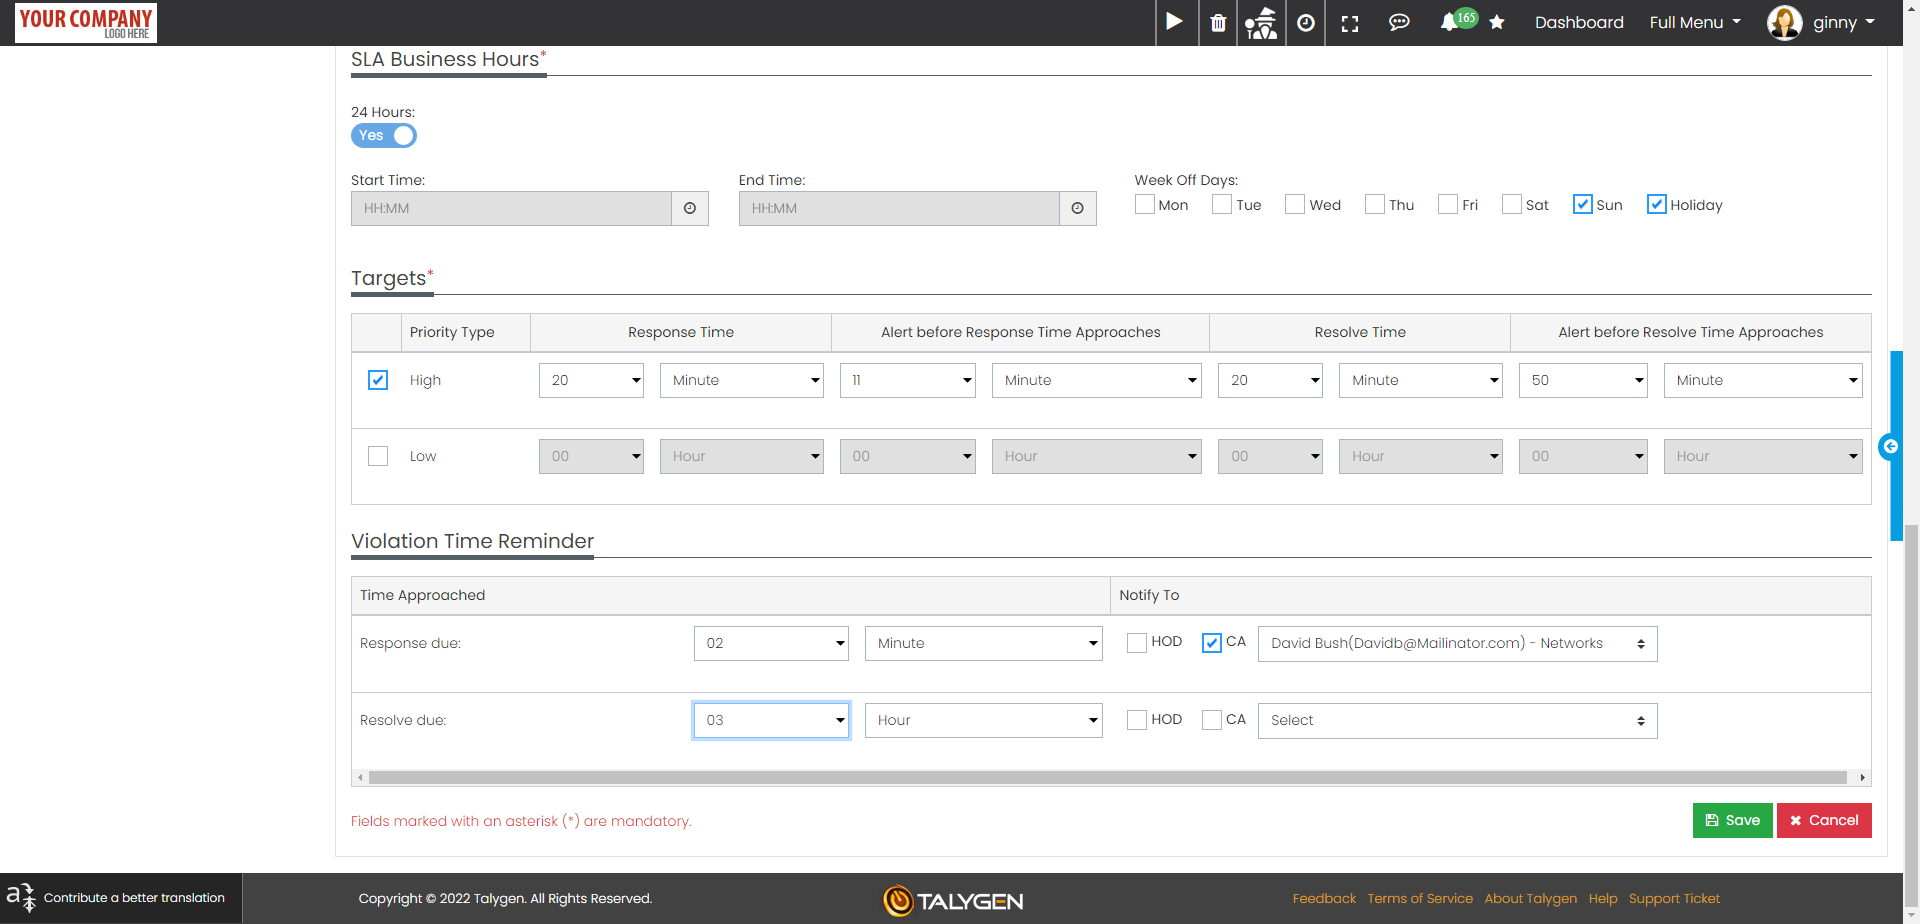 YOUR COMPANY
LOGO HERE
165
Dashboard
Full Menu
ginny
SLA Business Hours*
24 Hours:
Yes
Start Time:
End Time:
Week Off Days:
HH:MM
HH:MM
Mon
Tue
Wed
Thu
Fri
Sat
Sun
Holiday
Targets*
Priority Type
Response Time
Alert before Response Time Approaches
Resolve Time
Alert before Resolve Time Approaches
High
20
Minute
11
Minute
20
Minute
50
Minute
Low
00
Hour
00
Hour
00
Hour
00
Hour
Violation Time Reminder
Time Approached
Notify To
Response due:
02
Minute
HOD
CA
David Bush(Davidb@Mailinator.com) - Networks
Resolve due:
03
Hour
HOD
CA
Select
Fields marked with an asterisk (*) are mandatory.
Save
Cancel
Contribute a better translation
Copyright © 2022 Talygen. All Rights Reserved.
TALYGEN
Feedback
Terms of Service
About Talygen
Help
Support Ticket